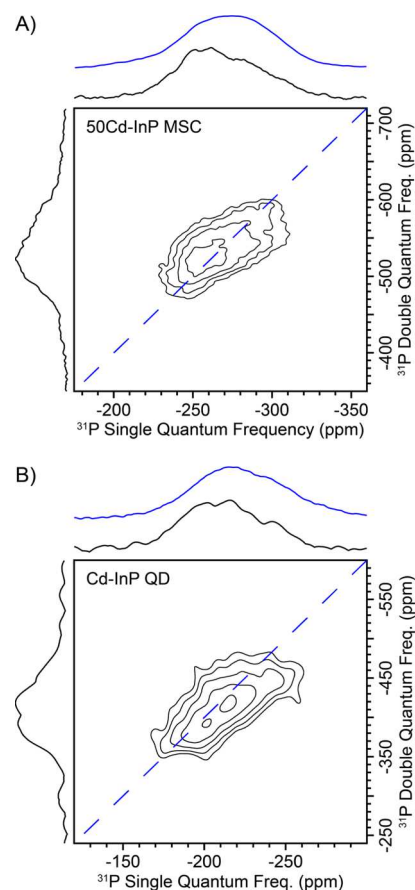 A)
50Cd-InP MSC
-700
-600
-500
-400
³¹P Double Quantum Freq. (ppm)
-200 -250 -300 -350
³¹P Single Quantum Frequency (ppm)
B)
Cd-InP QD
-550
-450
-350
-250
³¹P Double Quantum Freq. (ppm)
-150 -200 -250
³¹P Single Quantum Freq. (ppm)